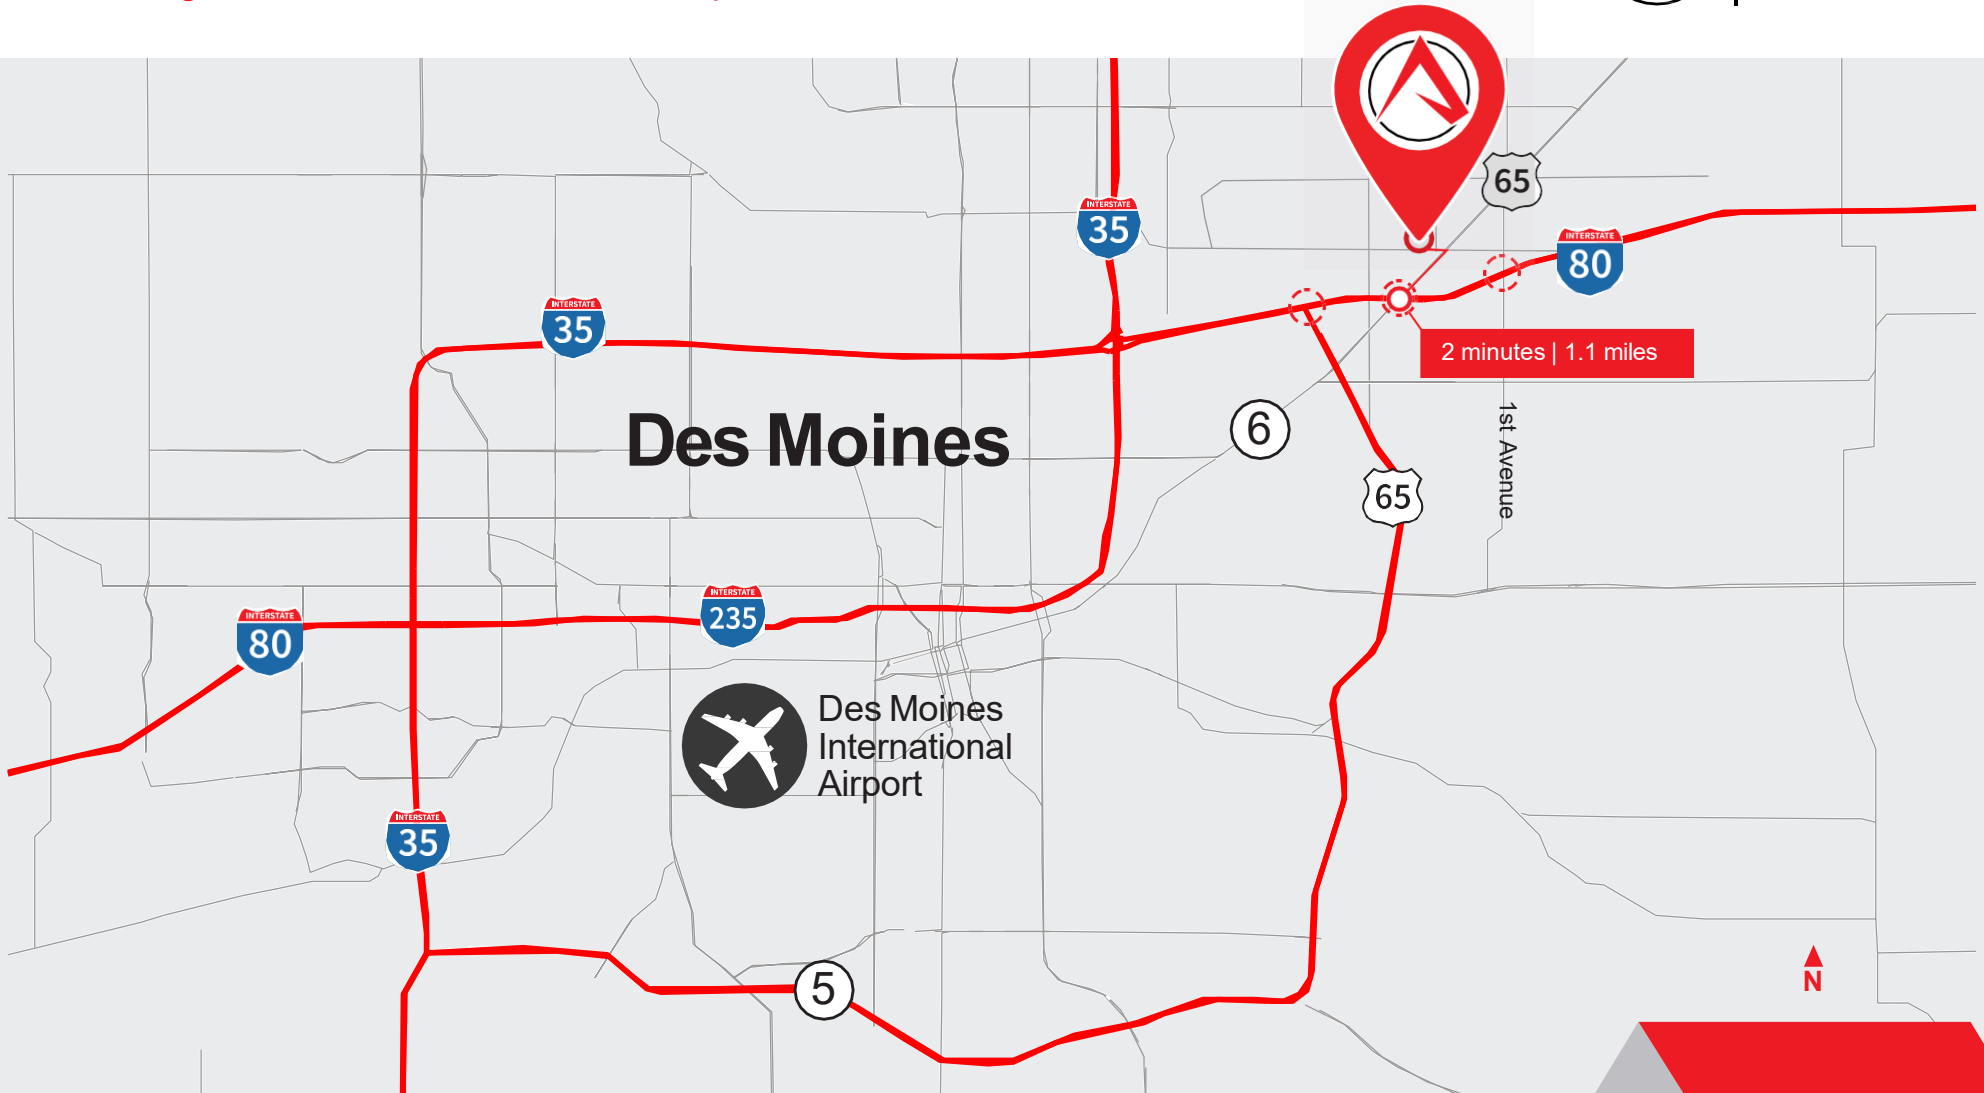 65
INTERSTATE
35
INTERSTATE
80
INTERSTATE
35
2 minutes | 1.1 miles
Des Moines
6
1st Avenue
65
INTERSTATE
235
INTERSTATE
80
Des Moines
International
Airport
INTERSTATE
35
5
N